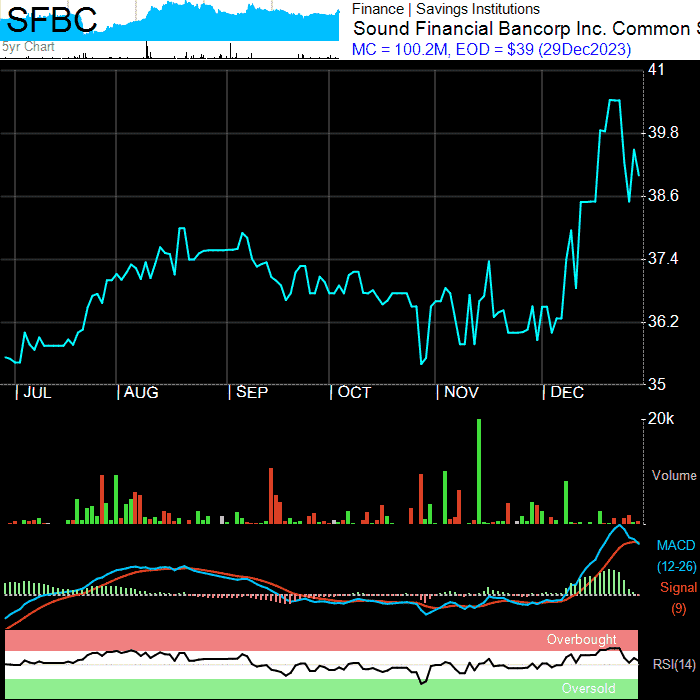 SFBC
5yr Chart
Finance | Savings Institutions
Sound Financial Bancorp Inc. Common S
MC = 100.2M, EOD = $39 (29Dec2023)
41
39.8
38.6
37.4
36.2
35
JUL AUG SEP OCT NOV DEC
20k
Volume
MACD
(12-26)
Signal
(9)
Overbought
RSI(14)
Oversold